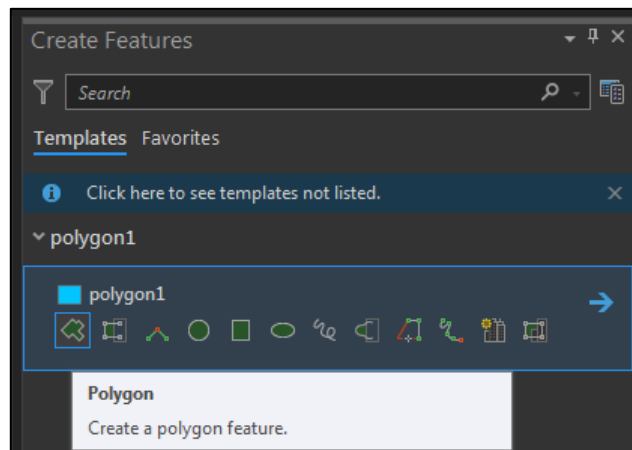 Create Features
Search
Templates Favorites
Click here to see templates not listed.
polygon1
polygon1
Polygon
Create a polygon feature.